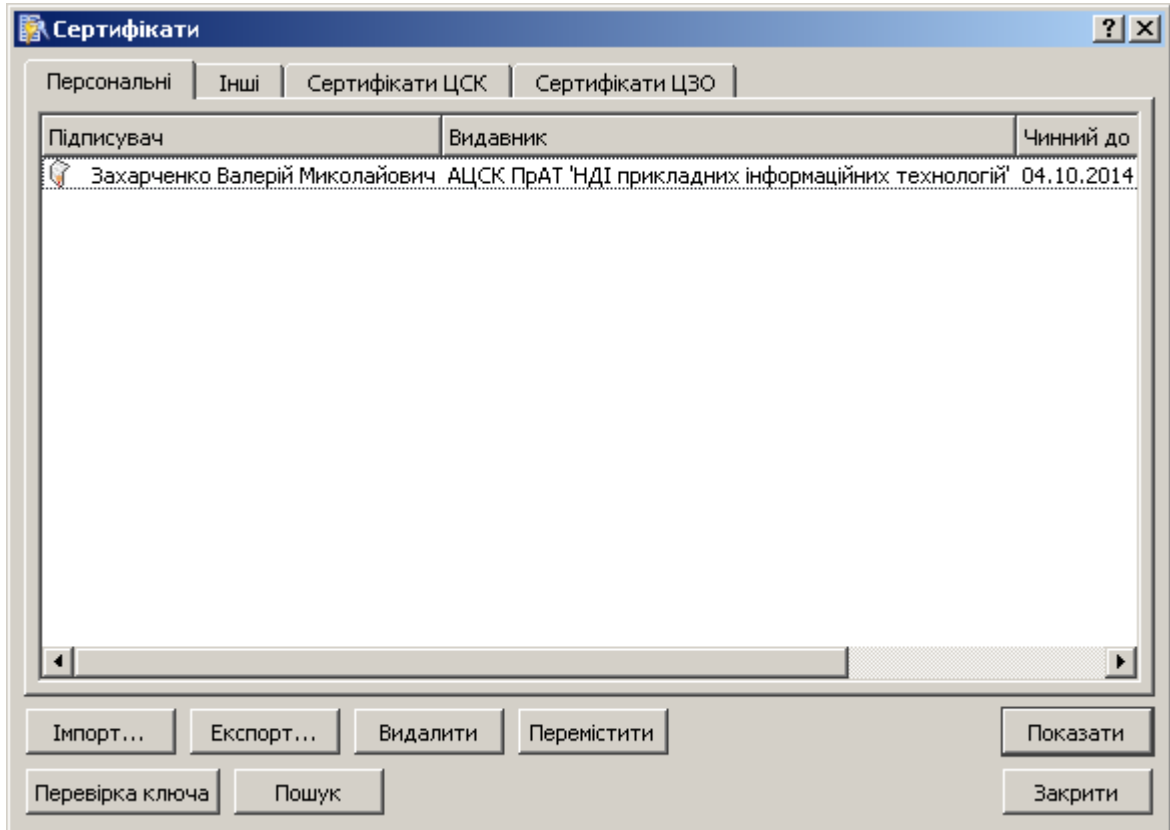 Сертифікати
Персональні Інші Сертифікати ЦСК Сертифікати ЦЗО
Підписувач Видавник Чинний до
Захарченко Валерій Миколайович АЦСК ПрАТ 'НДІ прикладних інформаційних технологій' 04.10.2014
Імпорт... Експорт... Видалити Перемістити Показати
Перевірка ключа Пошук Закрити